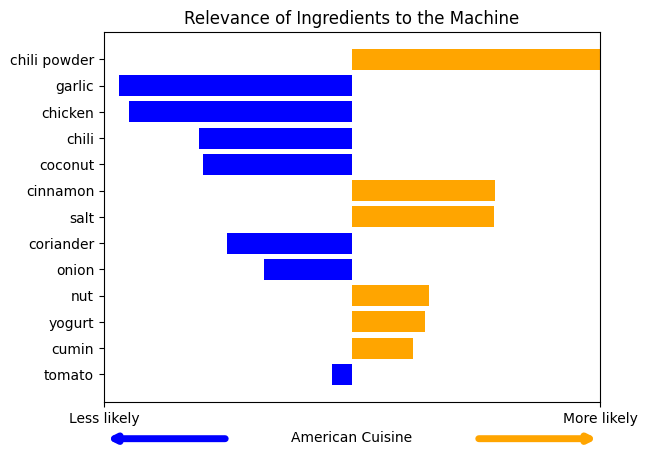 Relevance of Ingredients to the Machine
chili powder
garlic
chicken
chili
coconut
cinnamon
salt
coriander
onion
nut
yogurt
cumin
tomato
Less likely
More likely
American Cuisine